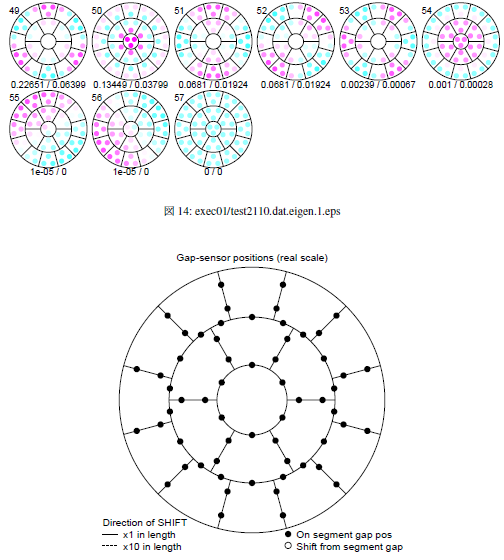 49 50 51 52 53 54
0.22651 / 0.06399 0.13449 / 0.03799 0.0681 / 0.01924 0.0681 / 0.01924 0.00239 / 0.00067 0.001 / 0.00028
55 56 57
1e-05 / 0 1e-05 / 0 0 / 0
図 14: exec01/test2110.dat.eigen.1.eps
Gap-sensor positions (real scale)
Direction of SHIFT
x1 in length
x10 in length
On segment gap pos
Shift from segment gap